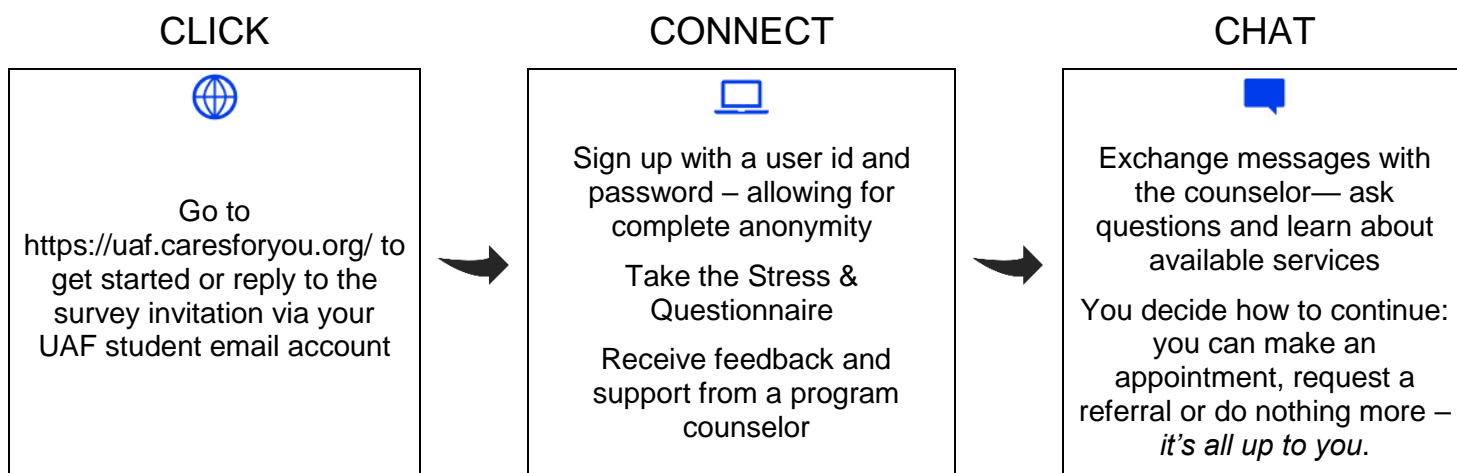 CLICK
Go to
https://uaf.caresforyou.org/ to
get started or reply to the
survey invitation via your
UAF student email account
CONNECT
Sign up with a user id and
password – allowing for
complete anonymity
Take the Stress &
Questionnaire
Receive feedback and
support from a program
counselor
CHAT
Exchange messages with
the counselor— ask
questions and learn about
available services
You decide how to continue:
you can make an
appointment, request a
referral or do nothing more –
it's all up to you.